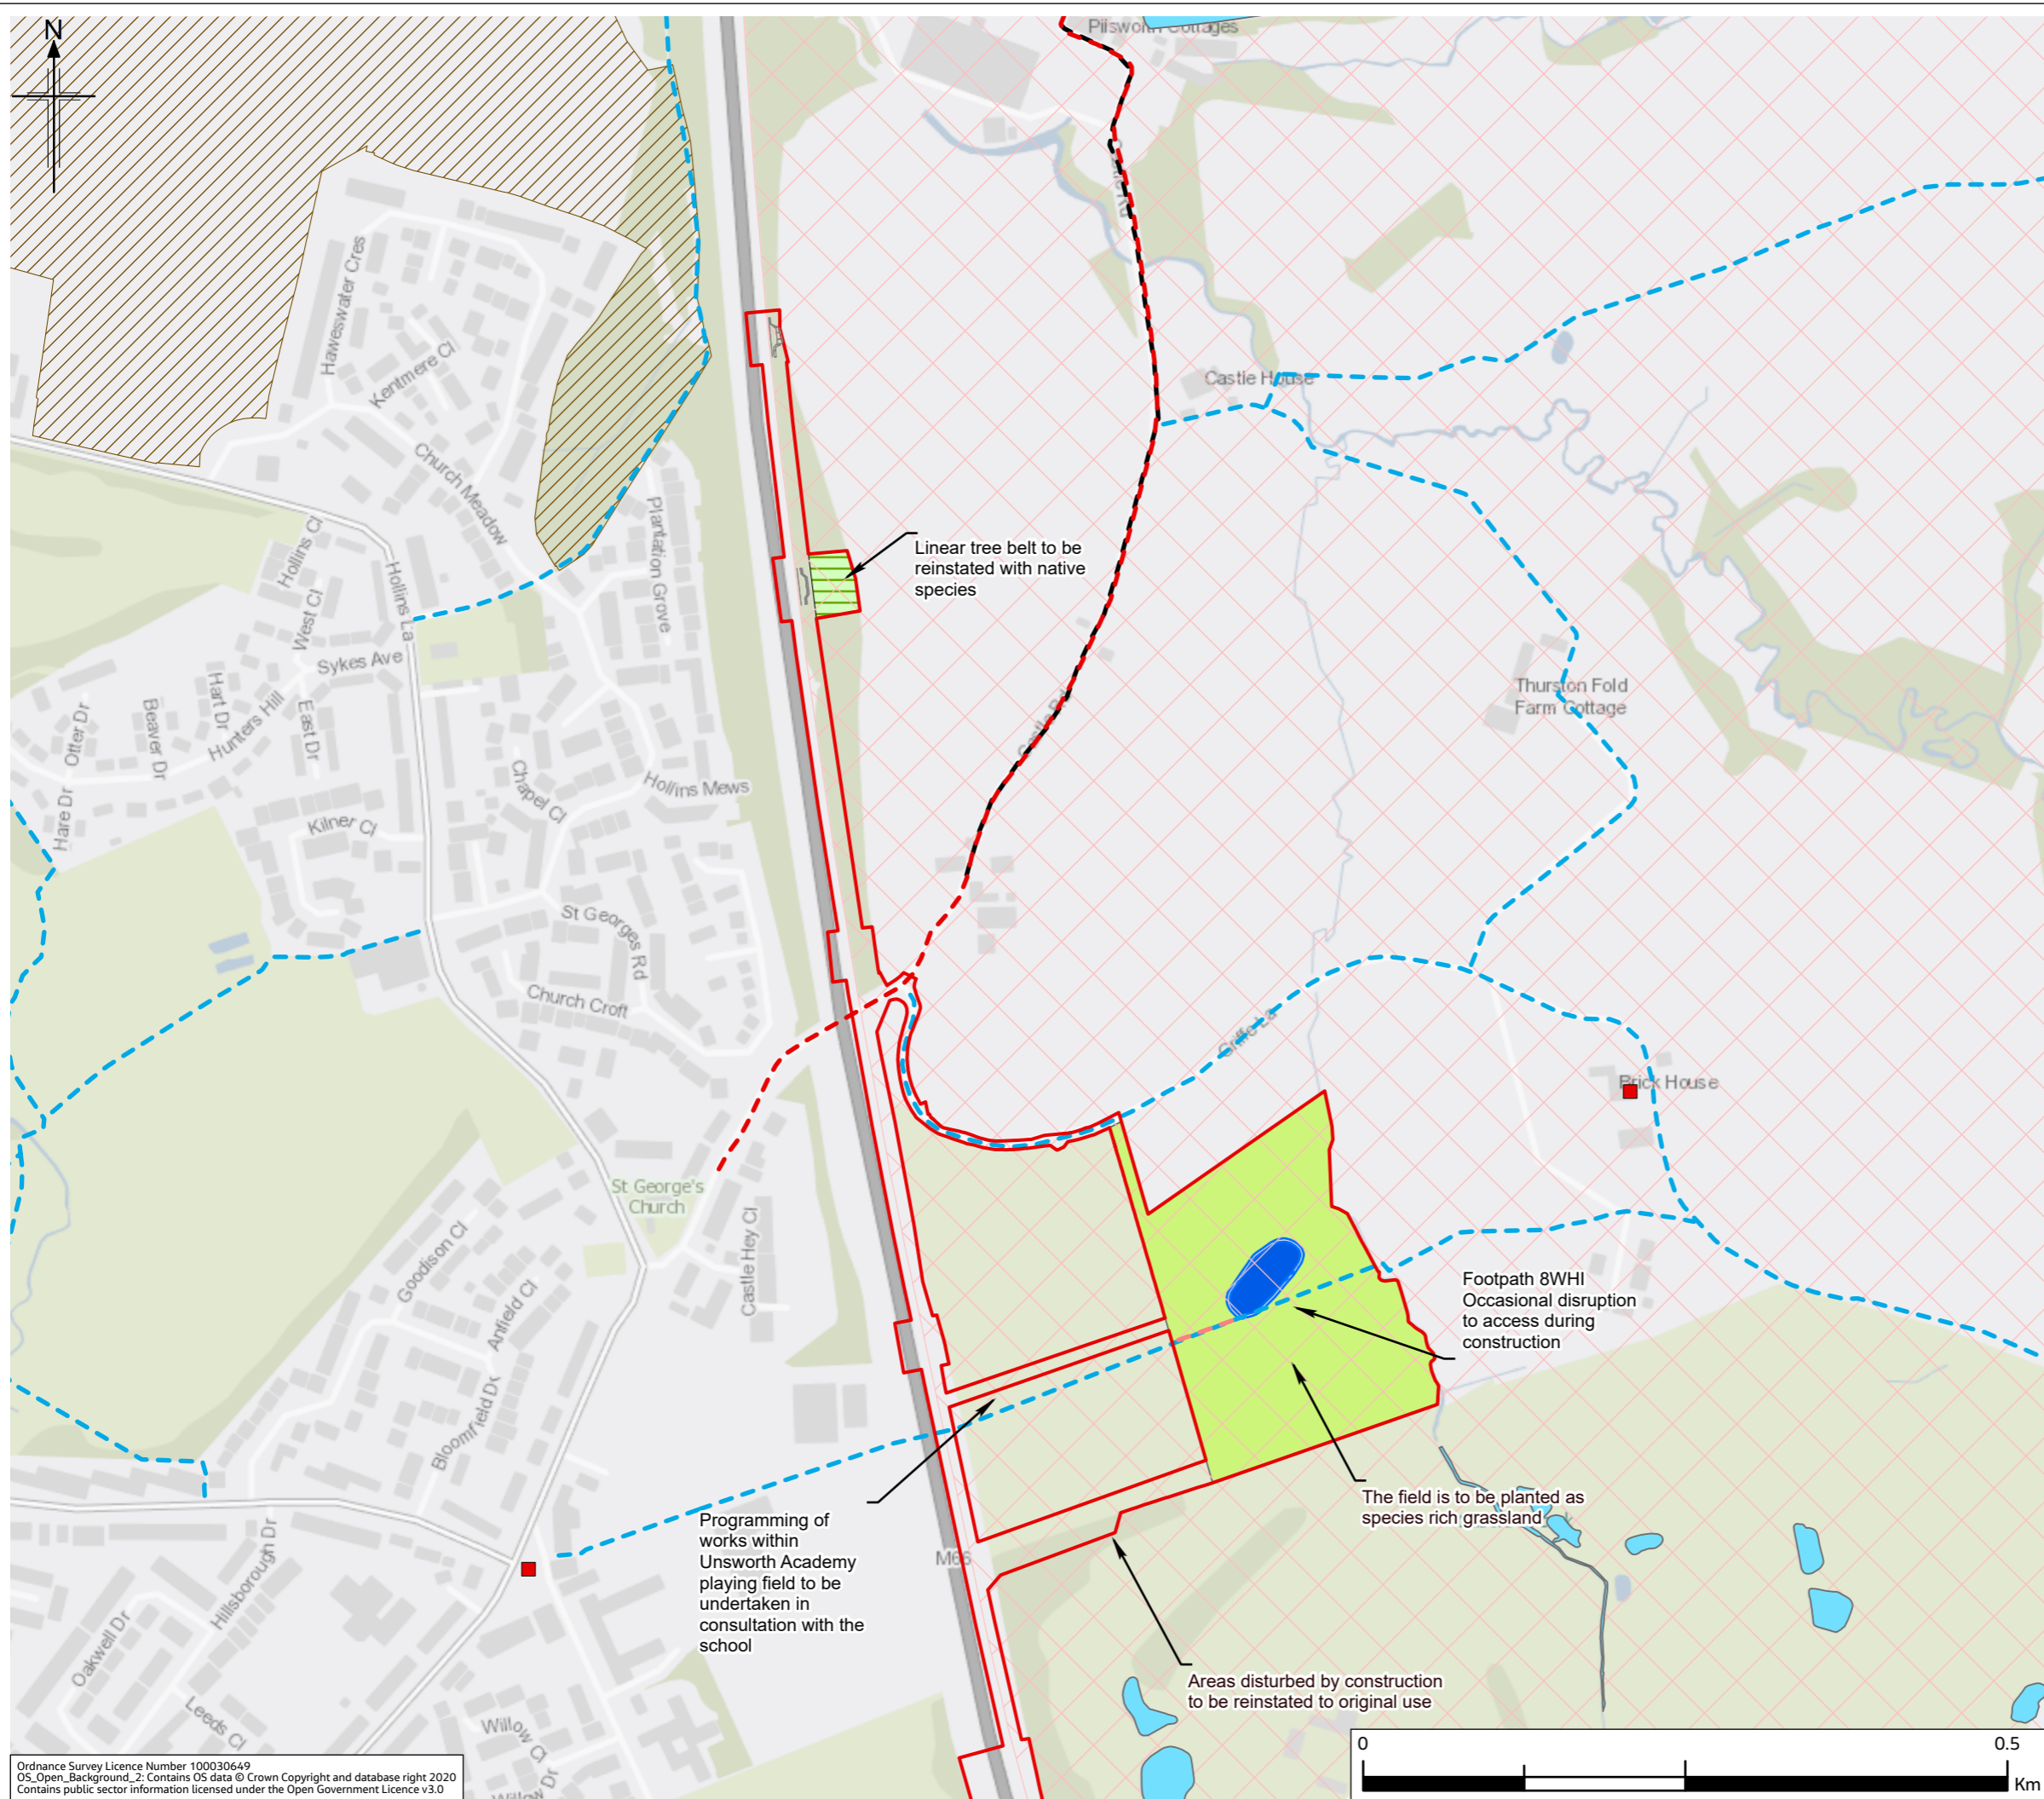 N
Pilsworth Cottages
Castle Rd
Haweswater Cres
Kentmere Cl
Castle House
Church Meadow
Plantation Grove
Hollins Cl
Hollins La
West Cl
Linear tree belt to be
reinstated with native
species
Sykes Ave
Hart Dr
Otter Dr
Beaver Dr
Hunters Hill
East Dr
Thurston Fold
Farm Cottage
Castle Rd
Hare Dr
Chapel Cl
Hollins Mews
Kilner Cl
St Georges Rd
Church Croft
Griffe La
Brick House
St George's
Church
Goodison Cl
Castle Hey Cl
Anfield Cl
Footpath 8WHI
Occasional disruption
to access during
construction
Bloomfield Dr
The field is to be planted as
species rich grassland
Programming of
works within
Unsworth Academy
playing field to be
undertaken in
consultation with the
school
M66
Hillsborough Dr
Oakwell Dr
Areas disturbed by construction
to be reinstated to original use
Leeds Cl
Willow Cl
Willow Dr
0
0.5
Km
Ordnance Survey Licence Number 100030649
OS_Open_Background_2: Contains OS data © Crown Copyright and database right 2020
Contains public sector information licensed under the Open Government Licence v3.0